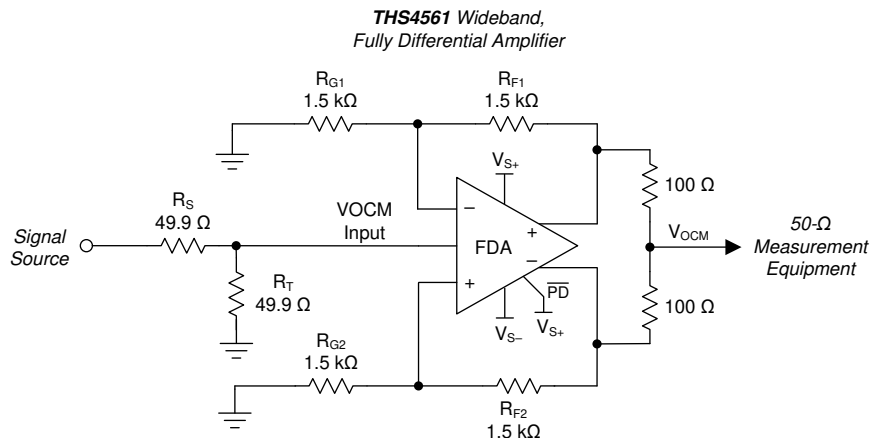 THS4561 Wideband,
Fully Differential Amplifier
RG1
1.5 kΩ
RF1
1.5 kΩ
VS+
RS
49.9 Ω
VOCM
Input
Signal
Source
RT
49.9 Ω
−
+
FDA
+
−
PD
VS−
VS+
100 Ω
VOCM
50-Ω
Measurement
Equipment
100 Ω
RG2
1.5 kΩ
RF2
1.5 kΩ